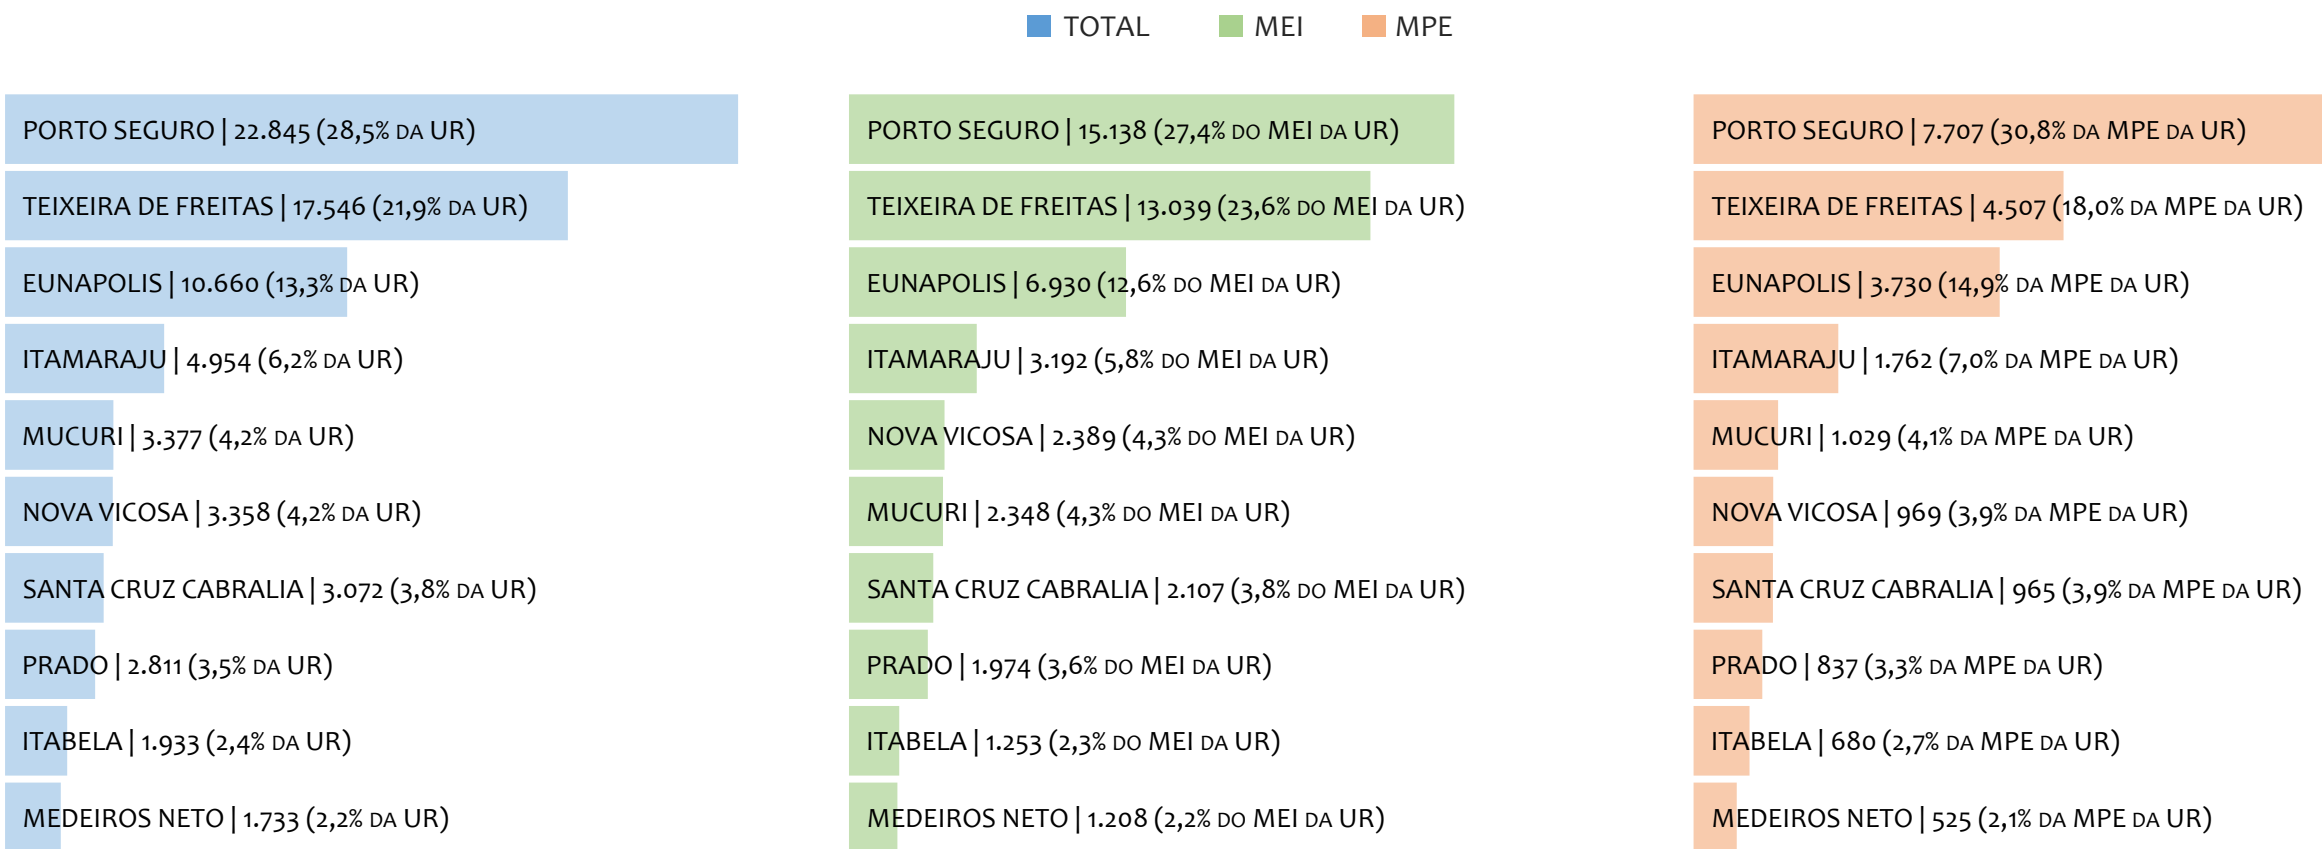 TOTAL MEI MPE
PORTO SEGURO | 22.845 (28,5% DA UR)
TEIXEIRA DE FREITAS | 17.546 (21,9% DA UR)
EUNAPOLIS | 10.660 (13,3% DA UR)
ITAMARAJU | 4.954 (6,2% DA UR)
MUCURI | 3.377 (4,2% DA UR)
NOVA VICOSA | 3.358 (4,2% DA UR)
SANTA CRUZ CABRALIA | 3.072 (3,8% DA UR)
PRADO | 2.811 (3,5% DA UR)
ITABELA | 1.933 (2,4% DA UR)
MEDEIROS NETO | 1.733 (2,2% DA UR)
PORTO SEGURO | 15.138 (27,4% DO MEI DA UR)
TEIXEIRA DE FREITAS | 13.039 (23,6% DO MEI DA UR)
EUNAPOLIS | 6.930 (12,6% DO MEI DA UR)
ITAMARAJU | 3.192 (5,8% DO MEI DA UR)
NOVA VICOSA | 2.389 (4,3% DO MEI DA UR)
MUCURI | 2.348 (4,3% DO MEI DA UR)
SANTA CRUZ CABRALIA | 2.107 (3,8% DO MEI DA UR)
PRADO | 1.974 (3,6% DO MEI DA UR)
ITABELA | 1.253 (2,3% DO MEI DA UR)
MEDEIROS NETO | 1.208 (2,2% DO MEI DA UR)
PORTO SEGURO | 7.707 (30,8% DA MPE DA UR)
TEIXEIRA DE FREITAS | 4.507 (18,0% DA MPE DA UR)
EUNAPOLIS | 3.730 (14,9% DA MPE DA UR)
ITAMARAJU | 1.762 (7,0% DA MPE DA UR)
MUCURI | 1.029 (4,1% DA MPE DA UR)
NOVA VICOSA | 969 (3,9% DA MPE DA UR)
SANTA CRUZ CABRALIA | 965 (3,9% DA MPE DA UR)
PRADO | 837 (3,3% DA MPE DA UR)
ITABELA | 680 (2,7% DA MPE DA UR)
MEDEIROS NETO | 525 (2,1% DA MPE DA UR)